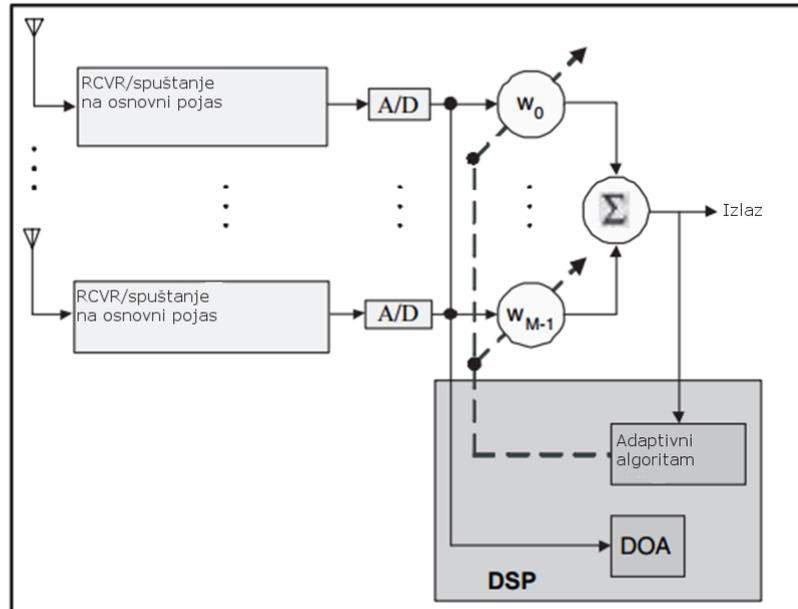 RCVR/spuštanje
na osnovni pojas
A/D
w0
Σ
Izlaz
RCVR/spuštanje
na osnovni pojas
A/D
wM-1
Adaptivni
algoritam
DOA
DSP